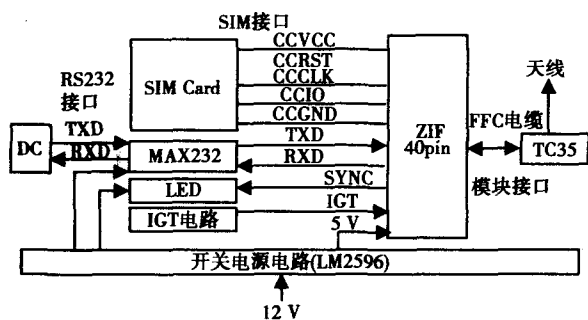 SIM接口
CCVCC
CCRST
CCCLK
CCIO
CCGND
SIM Card
RS232
接口
TXD
RXD
DC
MAX232
TXD
RXD
LED
SYNC
IGT电路
IGT
5 V
ZIF
40pin
天线
FFC电缆
TC35
模块接口
开关电源电路(LM2596)
12 V